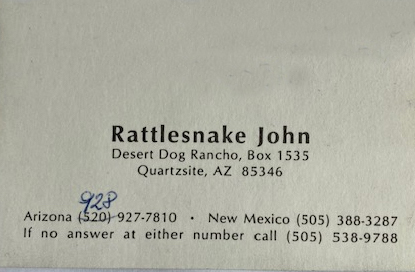 Rattlesnake John
Desert Dog Rancho, Box 1535
Quartzsite, AZ 85346
928
Arizona (520) 927-7810 · New Mexico (505) 388-3287
If no answer at either number call (505) 538-9788